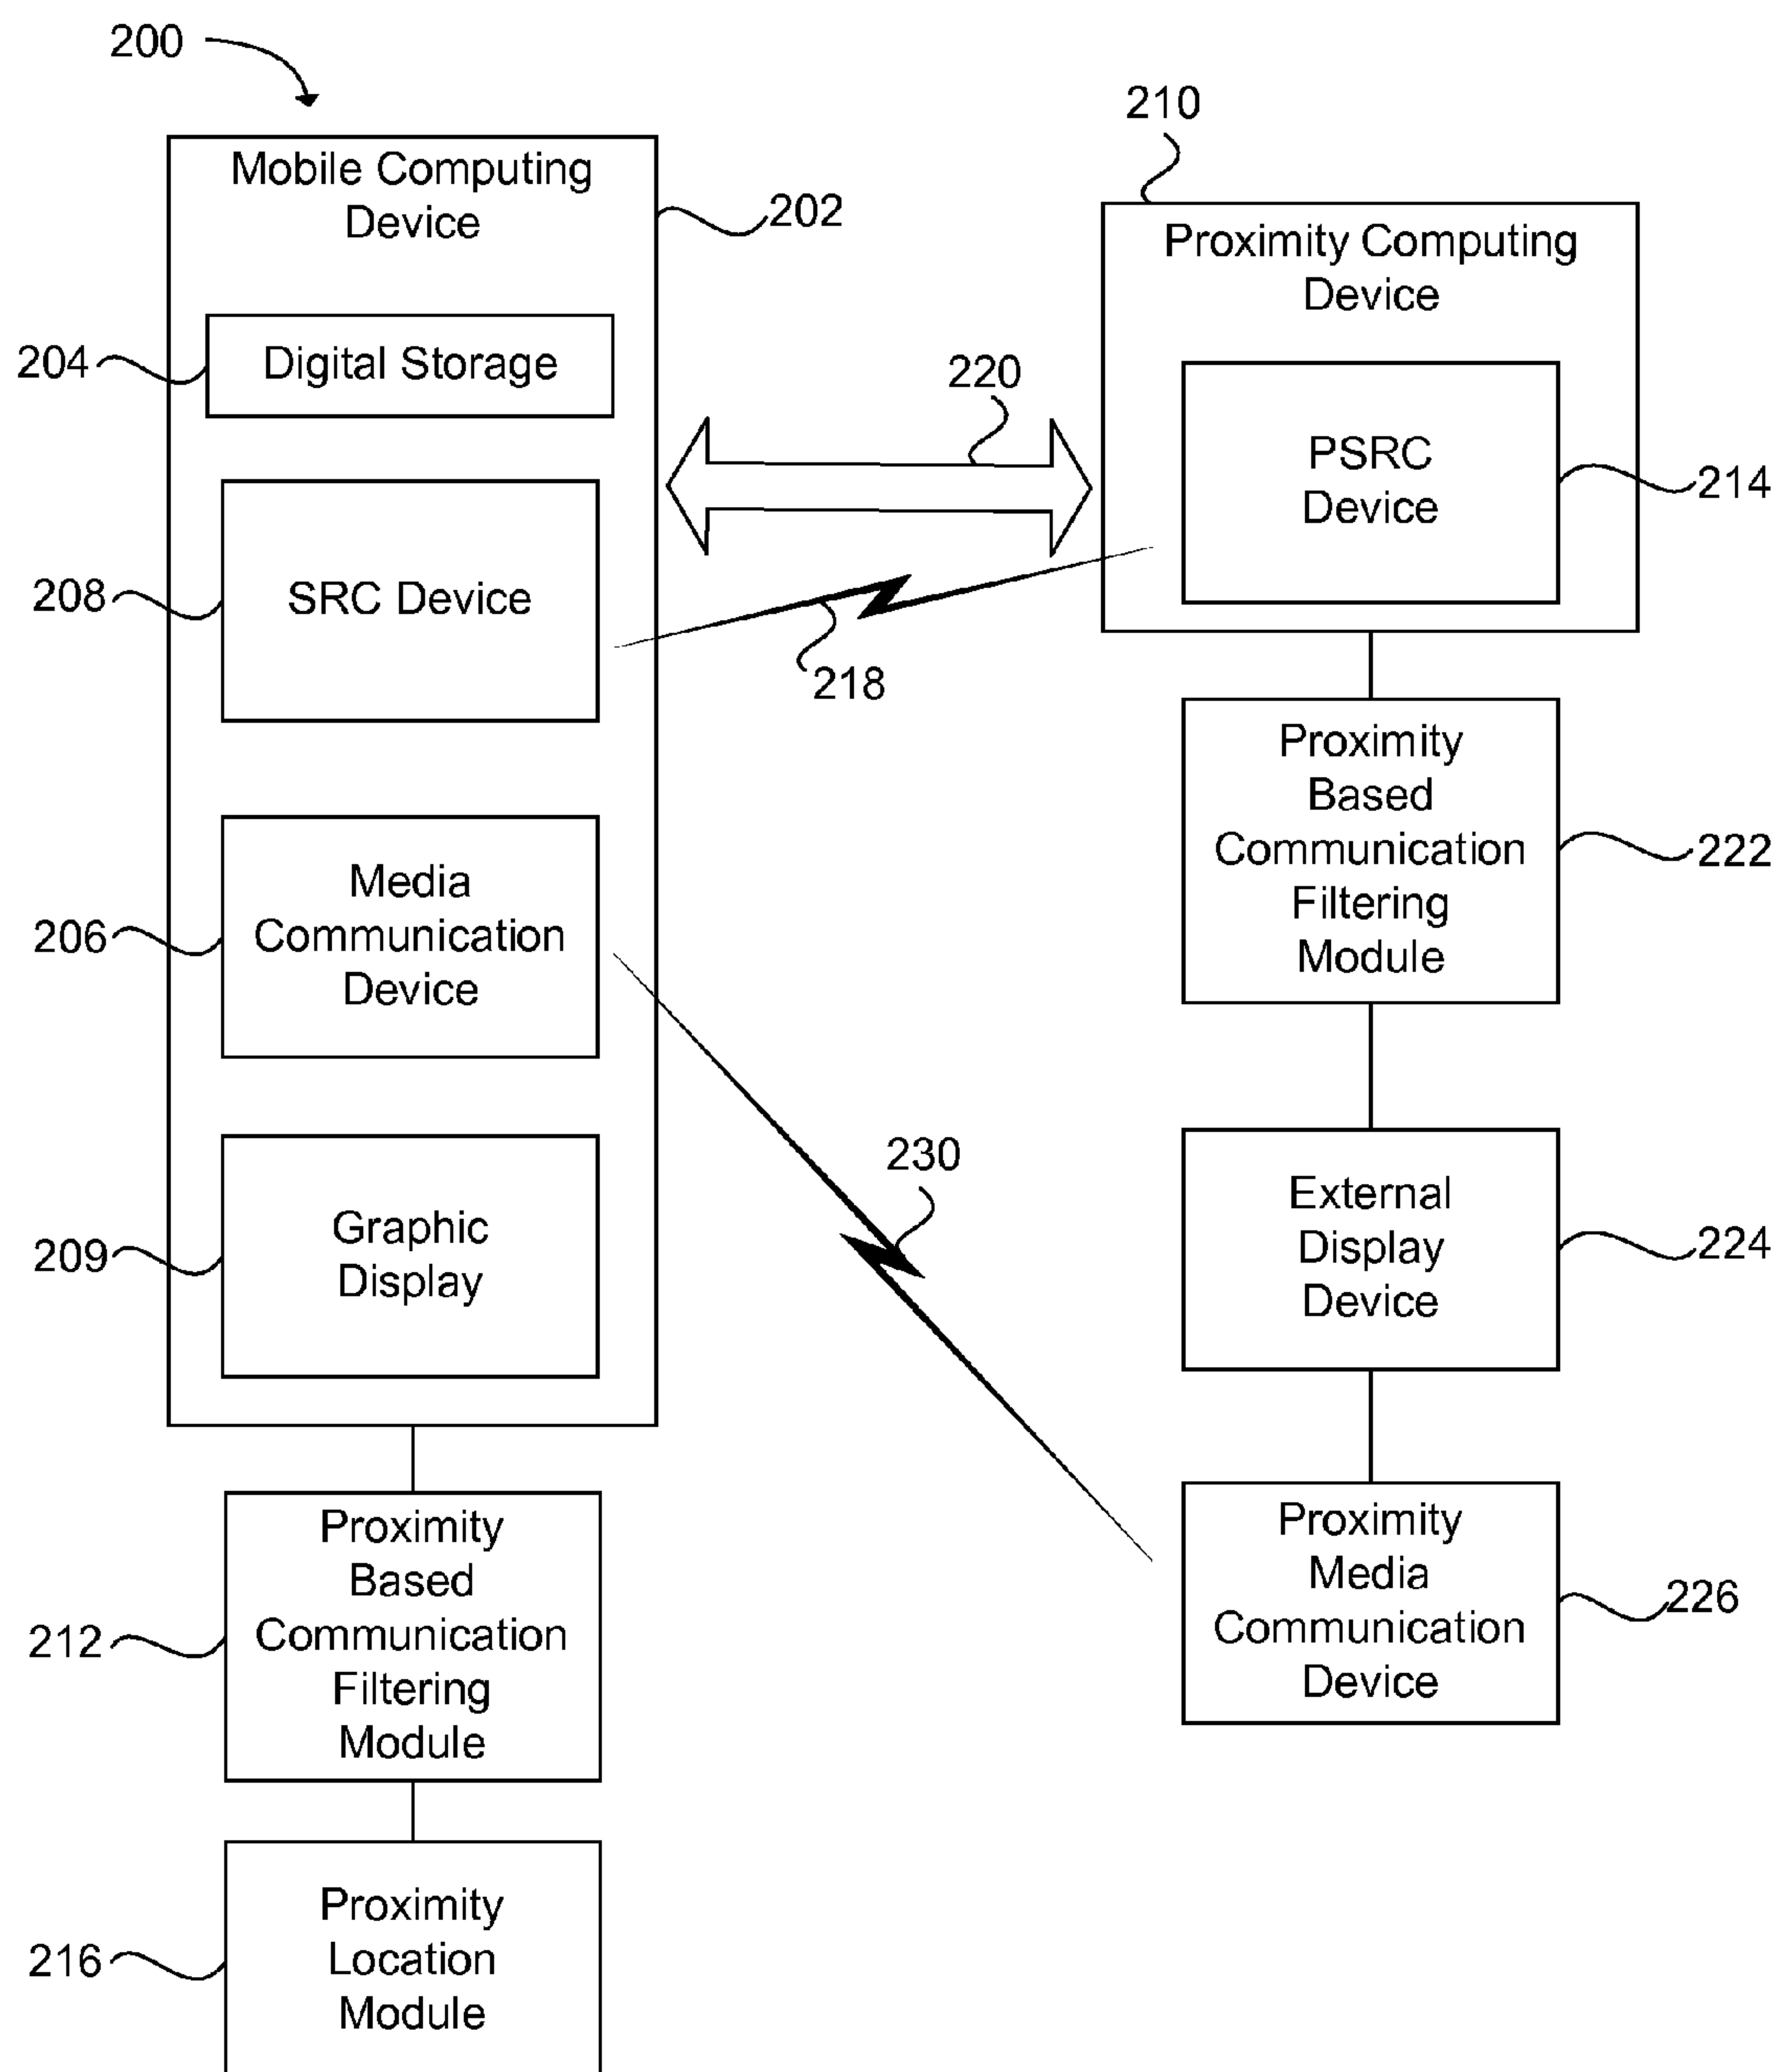 200
210
Mobile Computing
Device
202
Proximity Computing
Device
204
Digital Storage
220
PSRC
Device
214
208
SRC Device
218
Proximity
Based
Communication
Filtering
Module
222
206
Media
Communication
Device
230
External
Display
Device
224
209
Graphic
Display
Proximity
Media
Communication
Device
226
212
Proximity
Based
Communication
Filtering
Module
216
Proximity
Location
Module